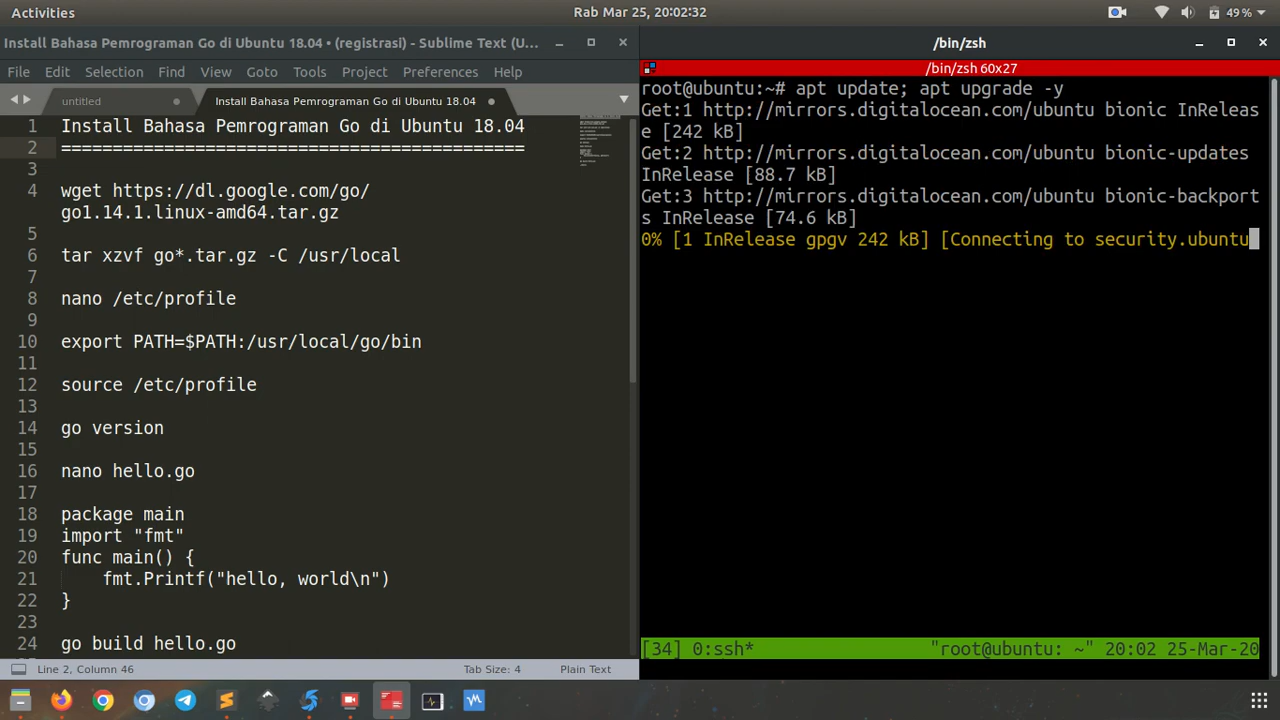 Activities
Rab Mar 25, 20:02:32
49%
Install Bahasa Pemrograman Go di Ubuntu 18.04 • (registrasi) - Sublime Text (U...
File Edit Selection Find View Goto Tools Project Preferences Help
untitled
Install Bahasa Pemrograman Go di Ubuntu 18.04
1 Install Bahasa Pemrograman Go di Ubuntu 18.04
2 =============================================
3
4 wget https://dl.google.com/go/
go1.14.1.linux-amd64.tar.gz
5
6 tar xzvf go*.tar.gz -C /usr/local
7
8 nano /etc/profile
9
10 export PATH=$PATH:/usr/local/go/bin
11
12 source /etc/profile
13
14 go version
15
16 nano hello.go
17
18 package main
19 import "fmt"
20 func main() {
21 fmt.Printf("hello, world\n")
22 }
23
24 go build hello.go
Line 2, Column 46
Tab Size: 4
Plain Text
/bin/zsh
/bin/zsh 60x27
root@ubuntu:~# apt update; apt upgrade -y
Get:1 http://mirrors.digitalocean.com/ubuntu bionic InReleas
e [242 kB]
Get:2 http://mirrors.digitalocean.com/ubuntu bionic-updates
InRelease [88.7 kB]
Get:3 http://mirrors.digitalocean.com/ubuntu bionic-backport
s InRelease [74.6 kB]
0% [1 InRelease gpgv 242 kB] [Connecting to security.ubuntu
[34] 0:ssh*
"root@ubuntu: ~" 20:02 25-Mar-20